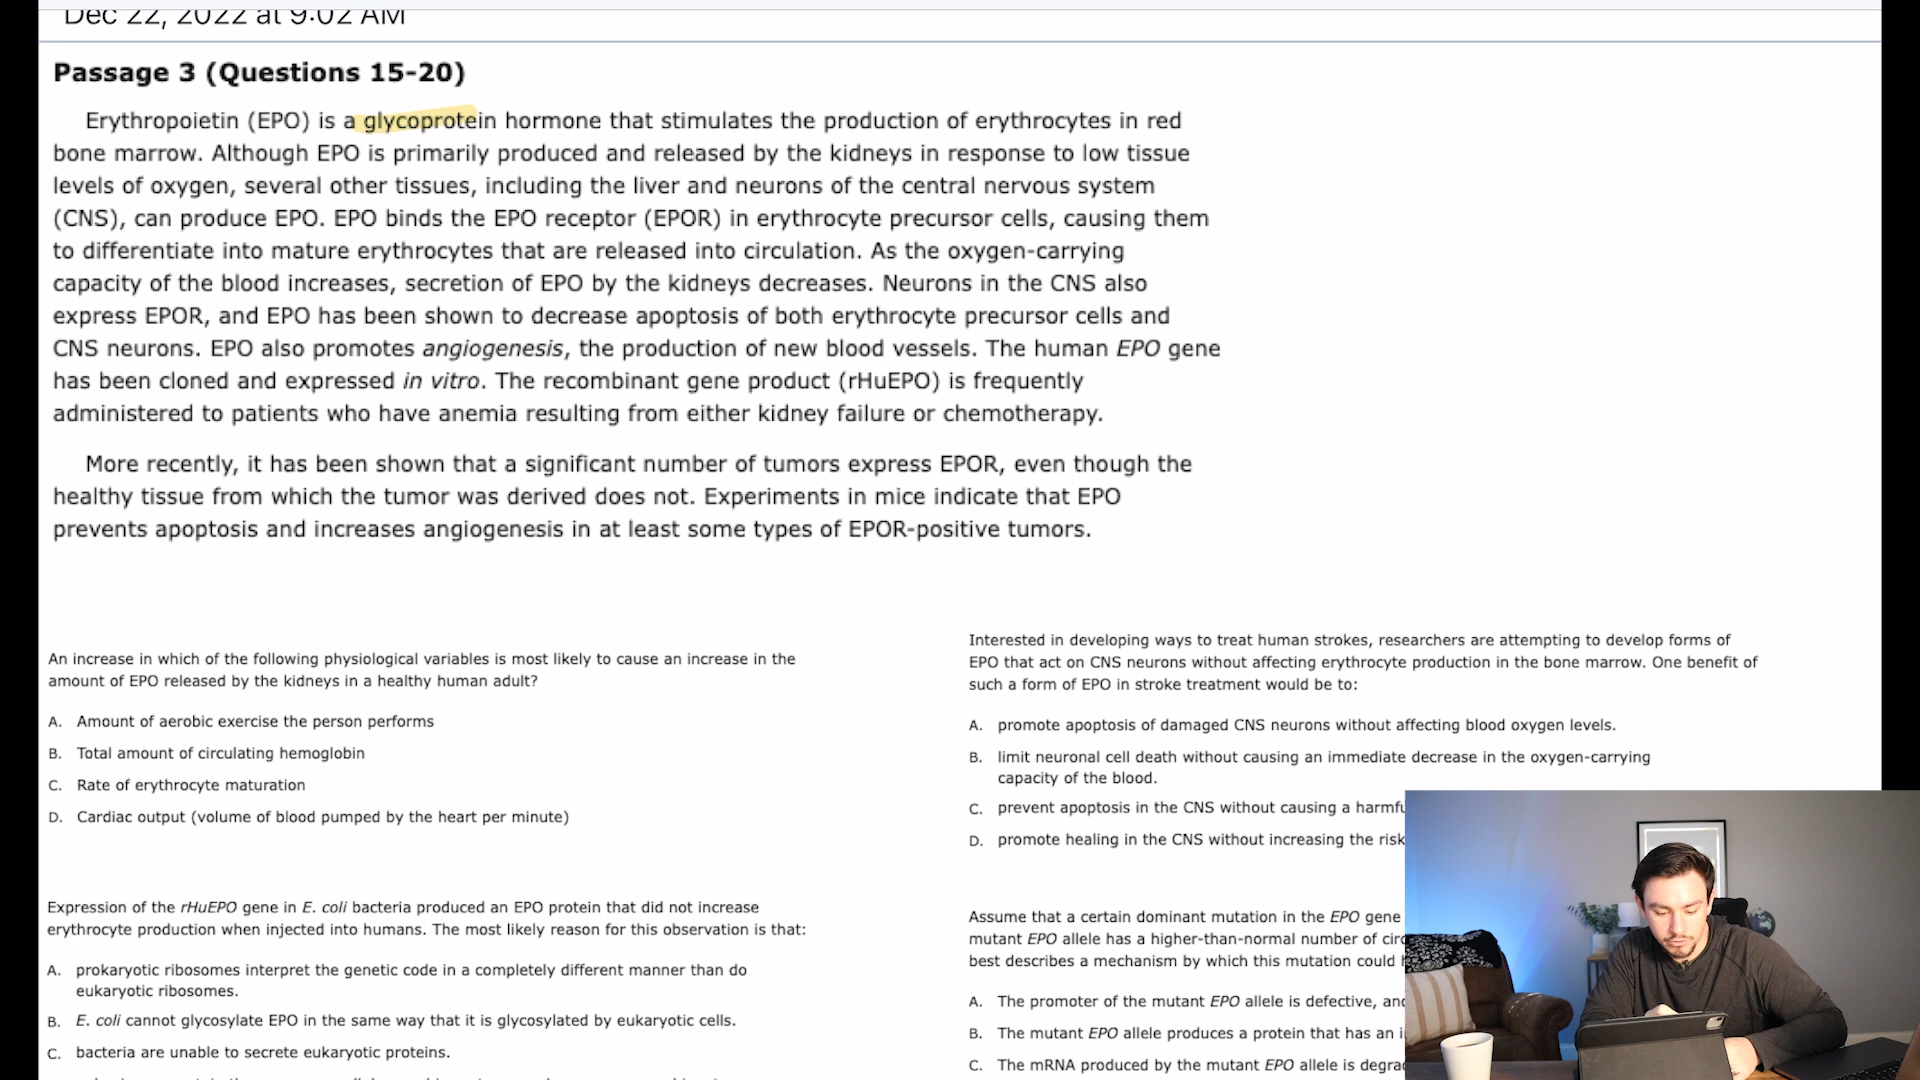 Dec 22, 2022 at 9:02 AM
Passage 3 (Questions 15-20)
Erythropoietin (EPO) is a glycoprotein hormone that stimulates the production of erythrocytes in red
bone marrow. Although EPO is primarily produced and released by the kidneys in response to low tissue
levels of oxygen, several other tissues, including the liver and neurons of the central nervous system
(CNS), can produce EPO. EPO binds the EPO receptor (EPOR) in erythrocyte precursor cells, causing them
to differentiate into mature erythrocytes that are released into circulation. As the oxygen-carrying
capacity of the blood increases, secretion of EPO by the kidneys decreases. Neurons in the CNS also
express EPOR, and EPO has been shown to decrease apoptosis of both erythrocyte precursor cells and
CNS neurons. EPO also promotes angiogenesis, the production of new blood vessels. The human EPO gene
has been cloned and expressed in vitro. The recombinant gene product (rHuEPO) is frequently
administered to patients who have anemia resulting from either kidney failure or chemotherapy.
More recently, it has been shown that a significant number of tumors express EPOR, even though the
healthy tissue from which the tumor was derived does not. Experiments in mice indicate that EPO
prevents apoptosis and increases angiogenesis in at least some types of EPOR-positive tumors.
An increase in which of the following physiological variables is most likely to cause an increase in the
amount of EPO released by the kidneys in a healthy human adult?
A. Amount of aerobic exercise the person performs
B. Total amount of circulating hemoglobin
C. Rate of erythrocyte maturation
D. Cardiac output (volume of blood pumped by the heart per minute)
Expression of the rHuEPO gene in E. coli bacteria produced an EPO protein that did not increase
erythrocyte production when injected into humans. The most likely reason for this observation is that:
A. prokaryotic ribosomes interpret the genetic code in a completely different manner than do
eukaryotic ribosomes.
B. E. coli cannot glycosylate EPO in the same way that it is glycosylated by eukaryotic cells.
C. bacteria are unable to secrete eukaryotic proteins.
Interested in developing ways to treat human strokes, researchers are attempting to develop forms of
EPO that act on CNS neurons without affecting erythrocyte production in the bone marrow. One benefit of
such a form of EPO in stroke treatment would be to:
A. promote apoptosis of damaged CNS neurons without affecting blood oxygen levels.
B. limit neuronal cell death without causing an immediate decrease in the oxygen-carrying
capacity of the blood.
C. prevent apoptosis in the CNS without causing a
D. promote healing in the CNS without increasing the risk
Assume that a certain dominant mutation in the EPO gene
mutant EPO allele has a higher-than-normal number of
best describes a mechanism by which this mutation could
A. The promoter of the mutant EPO allele is defective,
B. The mutant EPO allele produces a protein that has an
C. The mRNA produced by the mutant EPO allele is